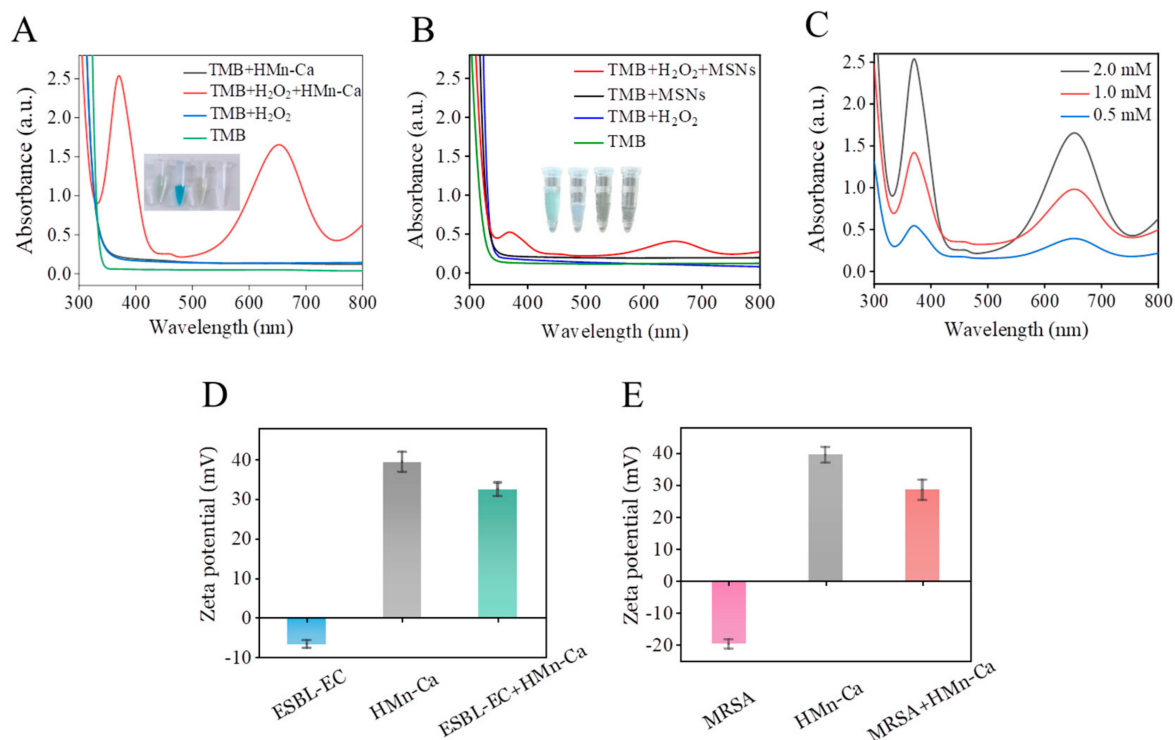 A
Absorbance (a.u.)
2.5
2.0
1.5
1.0
0.5
0.0
TMB+HMn-Ca
TMB+H₂O₂+HMn-Ca
TMB+H₂O₂
TMB
300 400 500 600 700 800
Wavelength (nm)
B
Absorbance (a.u.)
2.5
2.0
1.5
1.0
0.5
0.0
TMB+H₂O₂+MSNs
TMB+MSNs
TMB+H₂O₂
TMB
300 400 500 600 700 800
Wavelength (nm)
C
Absorbance (a.u.)
2.5
2.0
1.5
1.0
0.5
0.0
2.0 mM
1.0 mM
0.5 mM
300 400 500 600 700 800
Wavelength (nm)
D
Zeta potential (mV)
40
30
20
10
0
-10
ESBL-EC
HMn-Ca
ESBL-EC+HMn-Ca
E
Zeta potential (mV)
40
30
20
10
0
-10
-20
MRSA
HMn-Ca
MRSA+HMn-Ca